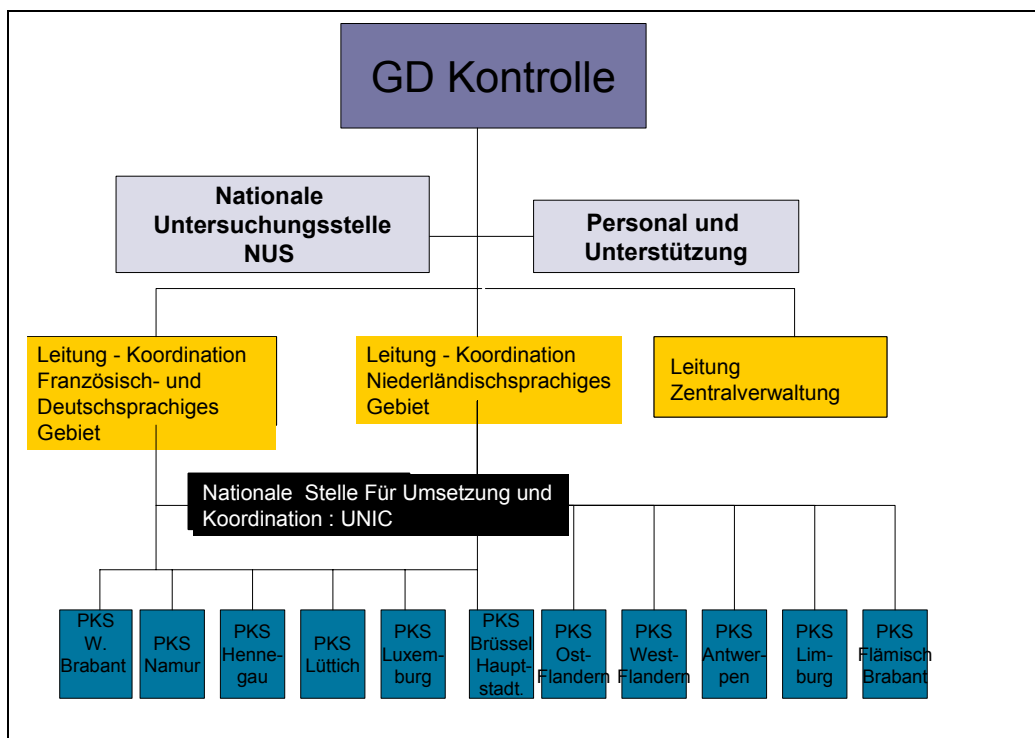 GD Kontrolle
Nationale
Untersuchungsstelle
NUS
Personal und
Unterstützung
Leitung - Koordination
Französisch- und
Deutschsprachiges
Gebiet
Leitung - Koordination
Niederländischsprachiges
Gebiet
Leitung
Zentralverwaltung
Nationale Stelle Für Umsetzung und
Koordination : UNIC
PKS
W.
Brabant
PKS
Namur
PKS
Henne-
gau
PKS
Lüttich
PKS
Luxem-
burg
PKS
Brüssel
Haupt-
stadt.
PKS
Ost-
Flandern
PKS
West-
Flandern
PKS
Antwer-
pen
PKS
Lim-
burg
PKS
Flämisch
Brabant